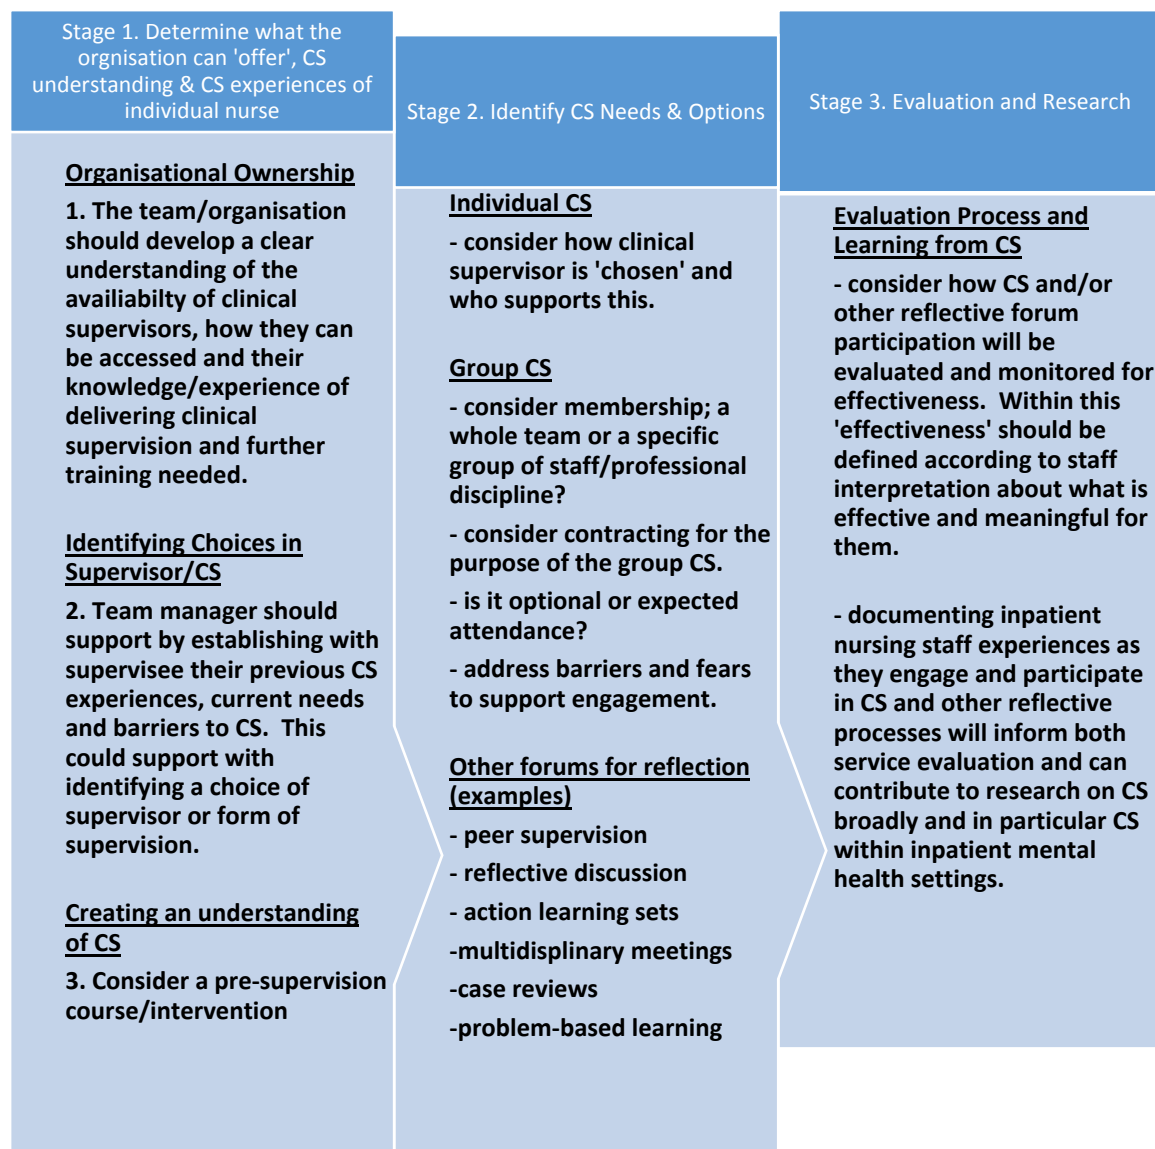 Stage 1. Determine what the
orgnisation can 'offer', CS
understanding & CS experiences of
individual nurse
Organisational Ownership
1. The team/organisation
should develop a clear
understanding of the
availiabilty of clinical
supervisors, how they can
be accessed and their
knowledge/experience of
delivering clinical
supervision and further
training needed.
Identifying Choices in
Supervisor/CS
2. Team manager should
support by establishing with
supervisee their previous CS
experiences, current needs
and barriers to CS.  This
could support with
identifying a choice of
supervisor or form of
supervision.
Creating an understanding
of CS
3. Consider a pre-supervision
course/intervention
Stage 2. Identify CS Needs & Options
Individual CS
- consider how clinical
supervisor is 'chosen' and
who supports this.
Group CS
- consider membership; a
whole team or a specific
group of staff/professional
discipline?
- consider contracting for the
purpose of the group CS.
- is it optional or expected
attendance?
- address barriers and fears
to support engagement.
Other forums for reflection
(examples)
- peer supervision
- reflective discussion
- action learning sets
-multidisplinary meetings
-case reviews
-problem-based learning
Stage 3. Evaluation and Research
Evaluation Process and
Learning from CS
- consider how CS and/or
other reflective forum
participation will be
evaluated and monitored for
effectiveness.  Within this
'effectiveness' should be
defined according to staff
interpretation about what is
effective and meaningful for
them.
- documenting inpatient
nursing staff experiences as
they engage and participate
in CS and other reflective
processes will inform both
service evaluation and can
contribute to research on CS
broadly and in particular CS
within inpatient mental
health settings.